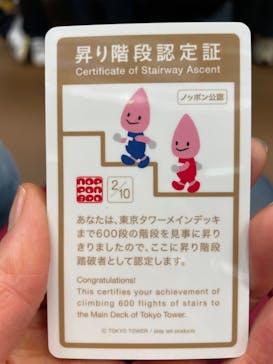 昇り階段認定証
Certificate of Stairway Ascent
ノッポン公認
noppon
bro
2/10
あなたは、東京タワーメインデッキ
まで600段の階段を見事に昇り
きりましたので、ここに昇り階段
踏破者として認定します。
Congratulations!
This certifies your achievement of
climbing 600 flights of stairs to
the Main Deck of Tokyo Tower.
© TOKYO TOWER / play set products